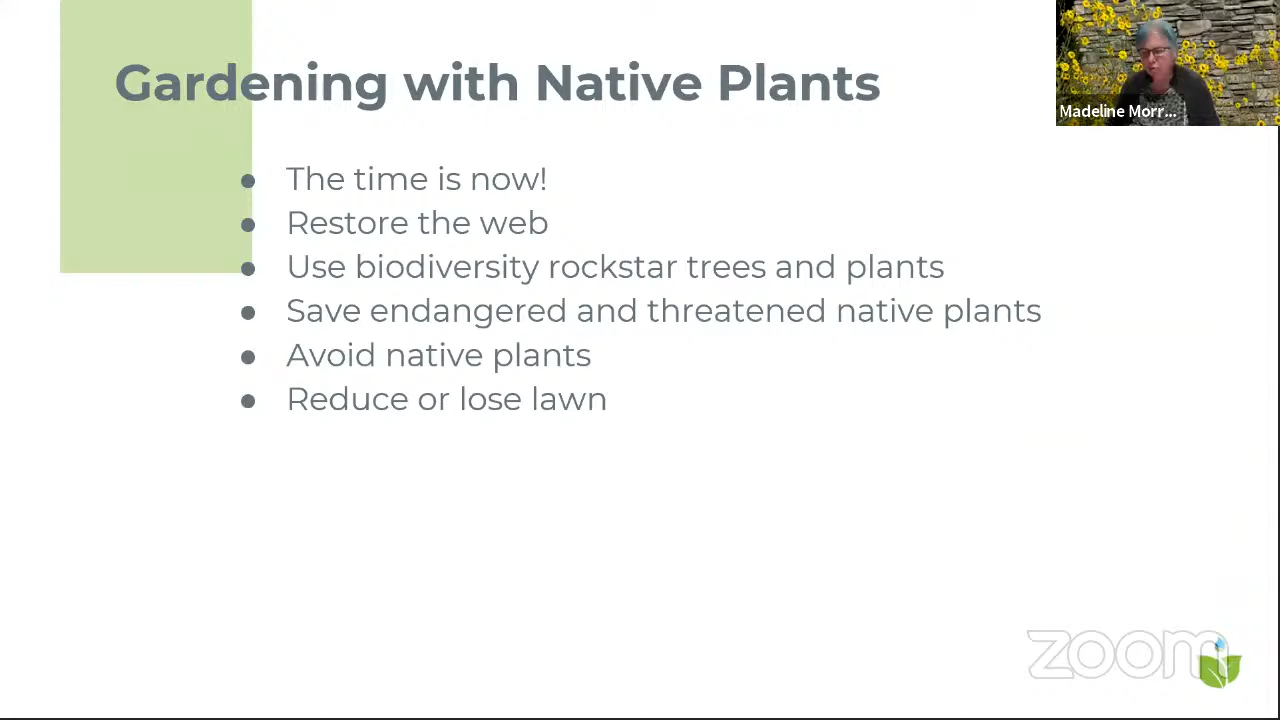 Gardening with Native Plants
Madeline Morr...
● The time is now!
● Restore the web
● Use biodiversity rockstar trees and plants
● Save endangered and threatened native plants
● Avoid native plants
● Reduce or lose lawn
zoom